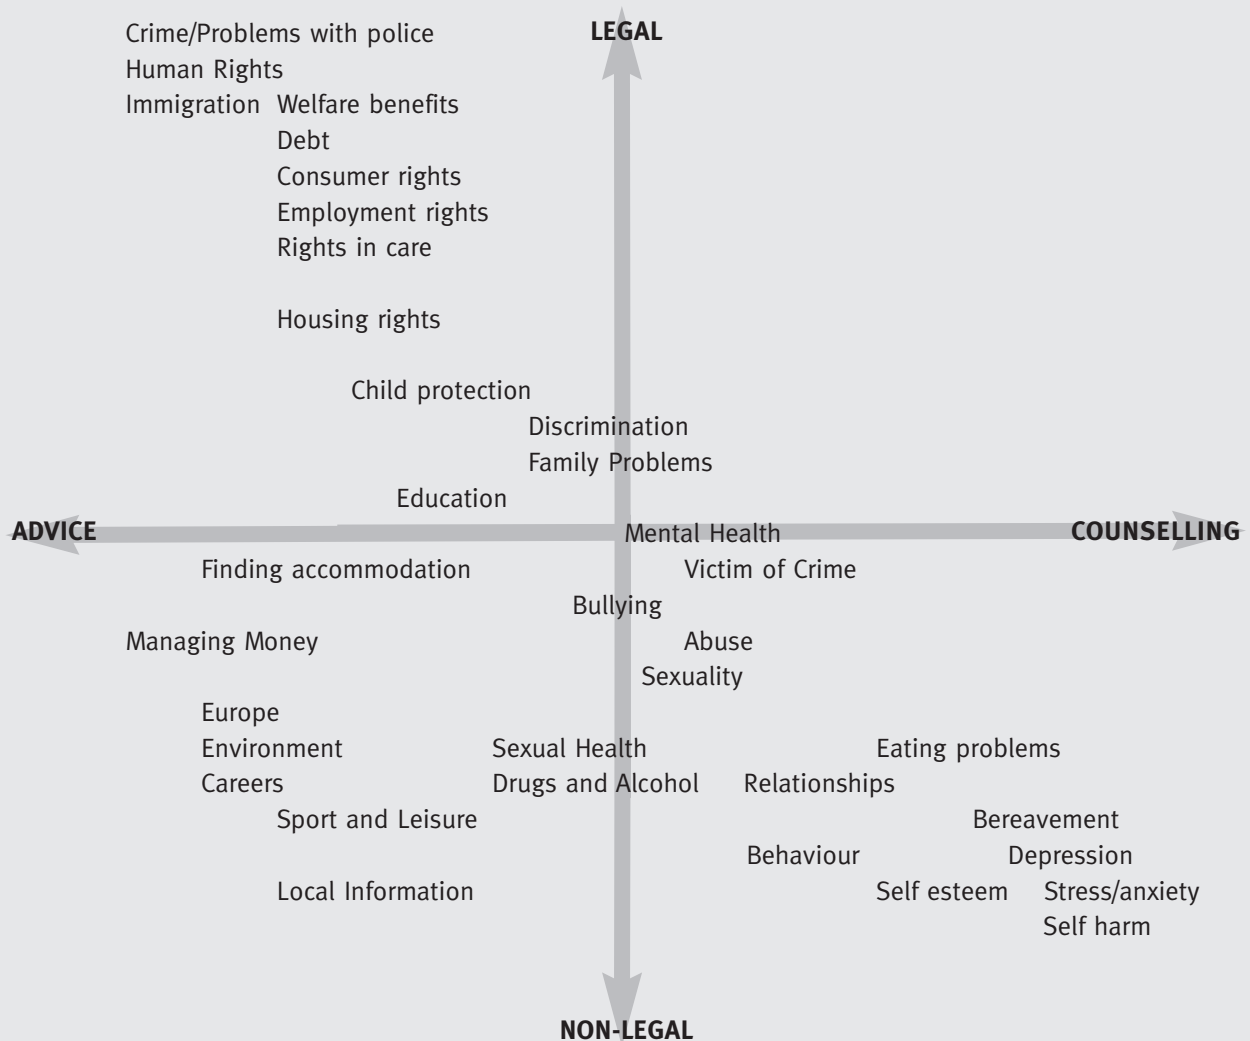 Crime/Problems with police LEGAL
Human Rights
Immigration Welfare benefits
Debt
Consumer rights
Employment rights
Rights in care
Housing rights
Child protection
Discrimination
Family Problems
Education
ADVICE Mental Health COUNSELLING
Finding accommodation Victim of Crime
Bullying
Managing Money Abuse
Sexuality
Europe
Environment Sexual Health Eating problems
Careers Drugs and Alcohol Relationships
Sport and Leisure Bereavement
Behaviour Depression
Local Information Self esteem Stress/anxiety
Self harm
NON-LEGAL